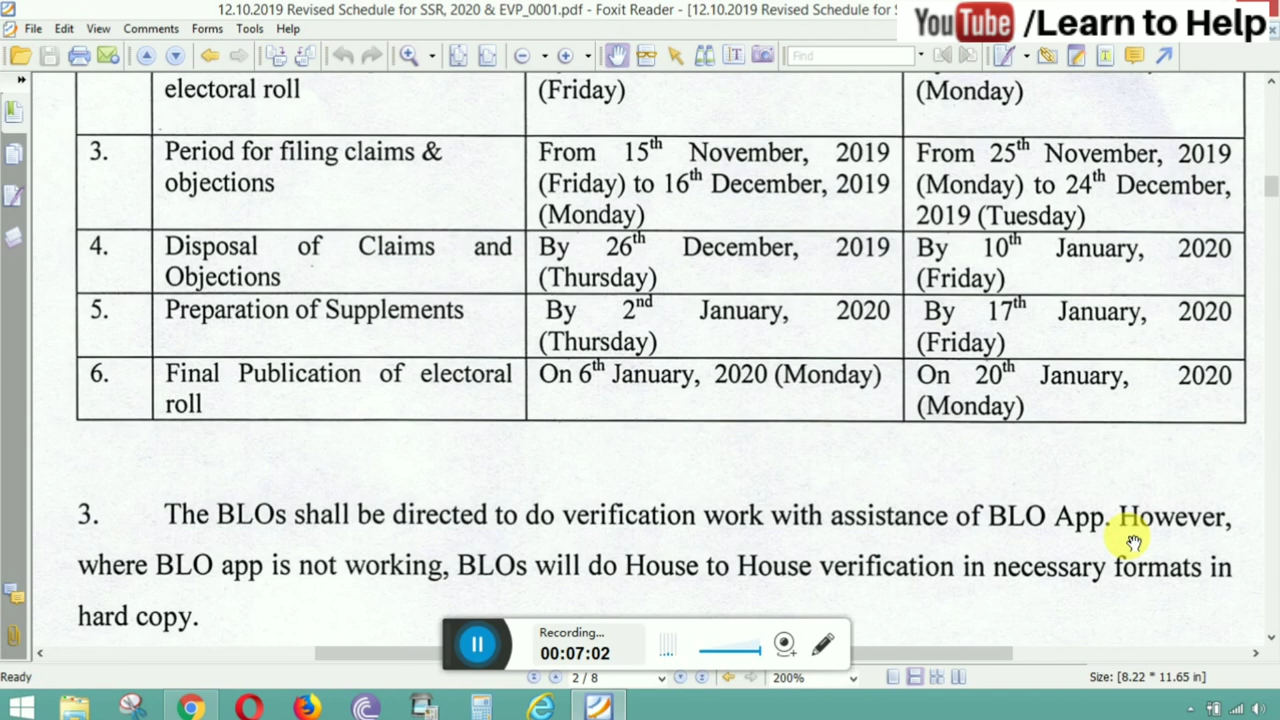 12.10.2019 Revised Schedule for SSR 2020 & EVP_0001.pdf - Foxit Reader - [12.10.2019 Revised Schedule for S
YouTube /Learn to Help
File Edit View Comments Forms Tools Help
Find
electoral roll (Friday) (Monday)
3. Period for filing claims & From 15th November, 2019 From 25th November, 2019
objections (Friday) to 16th December, 2019 (Monday) to 24th December,
(Monday) 2019 (Tuesday)
4. Disposal of Claims and By 26th December, 2019 By 10th January, 2020
Objections (Thursday) (Friday)
5. Preparation of Supplements By 2nd January, 2020 By 17th January, 2020
(Thursday) (Friday)
6. Final Publication of electoral On 6th January, 2020 (Monday) On 20th January, 2020
roll (Monday)
3. The BLOs shall be directed to do verification work with assistance of BLO App. However,
where BLO app is not working, BLOs will do House to House verification in necessary formats in
hard copy.
Recording...
00:07:02
Ready 2 / 8 200% Size: [8.22 * 11.65 in]